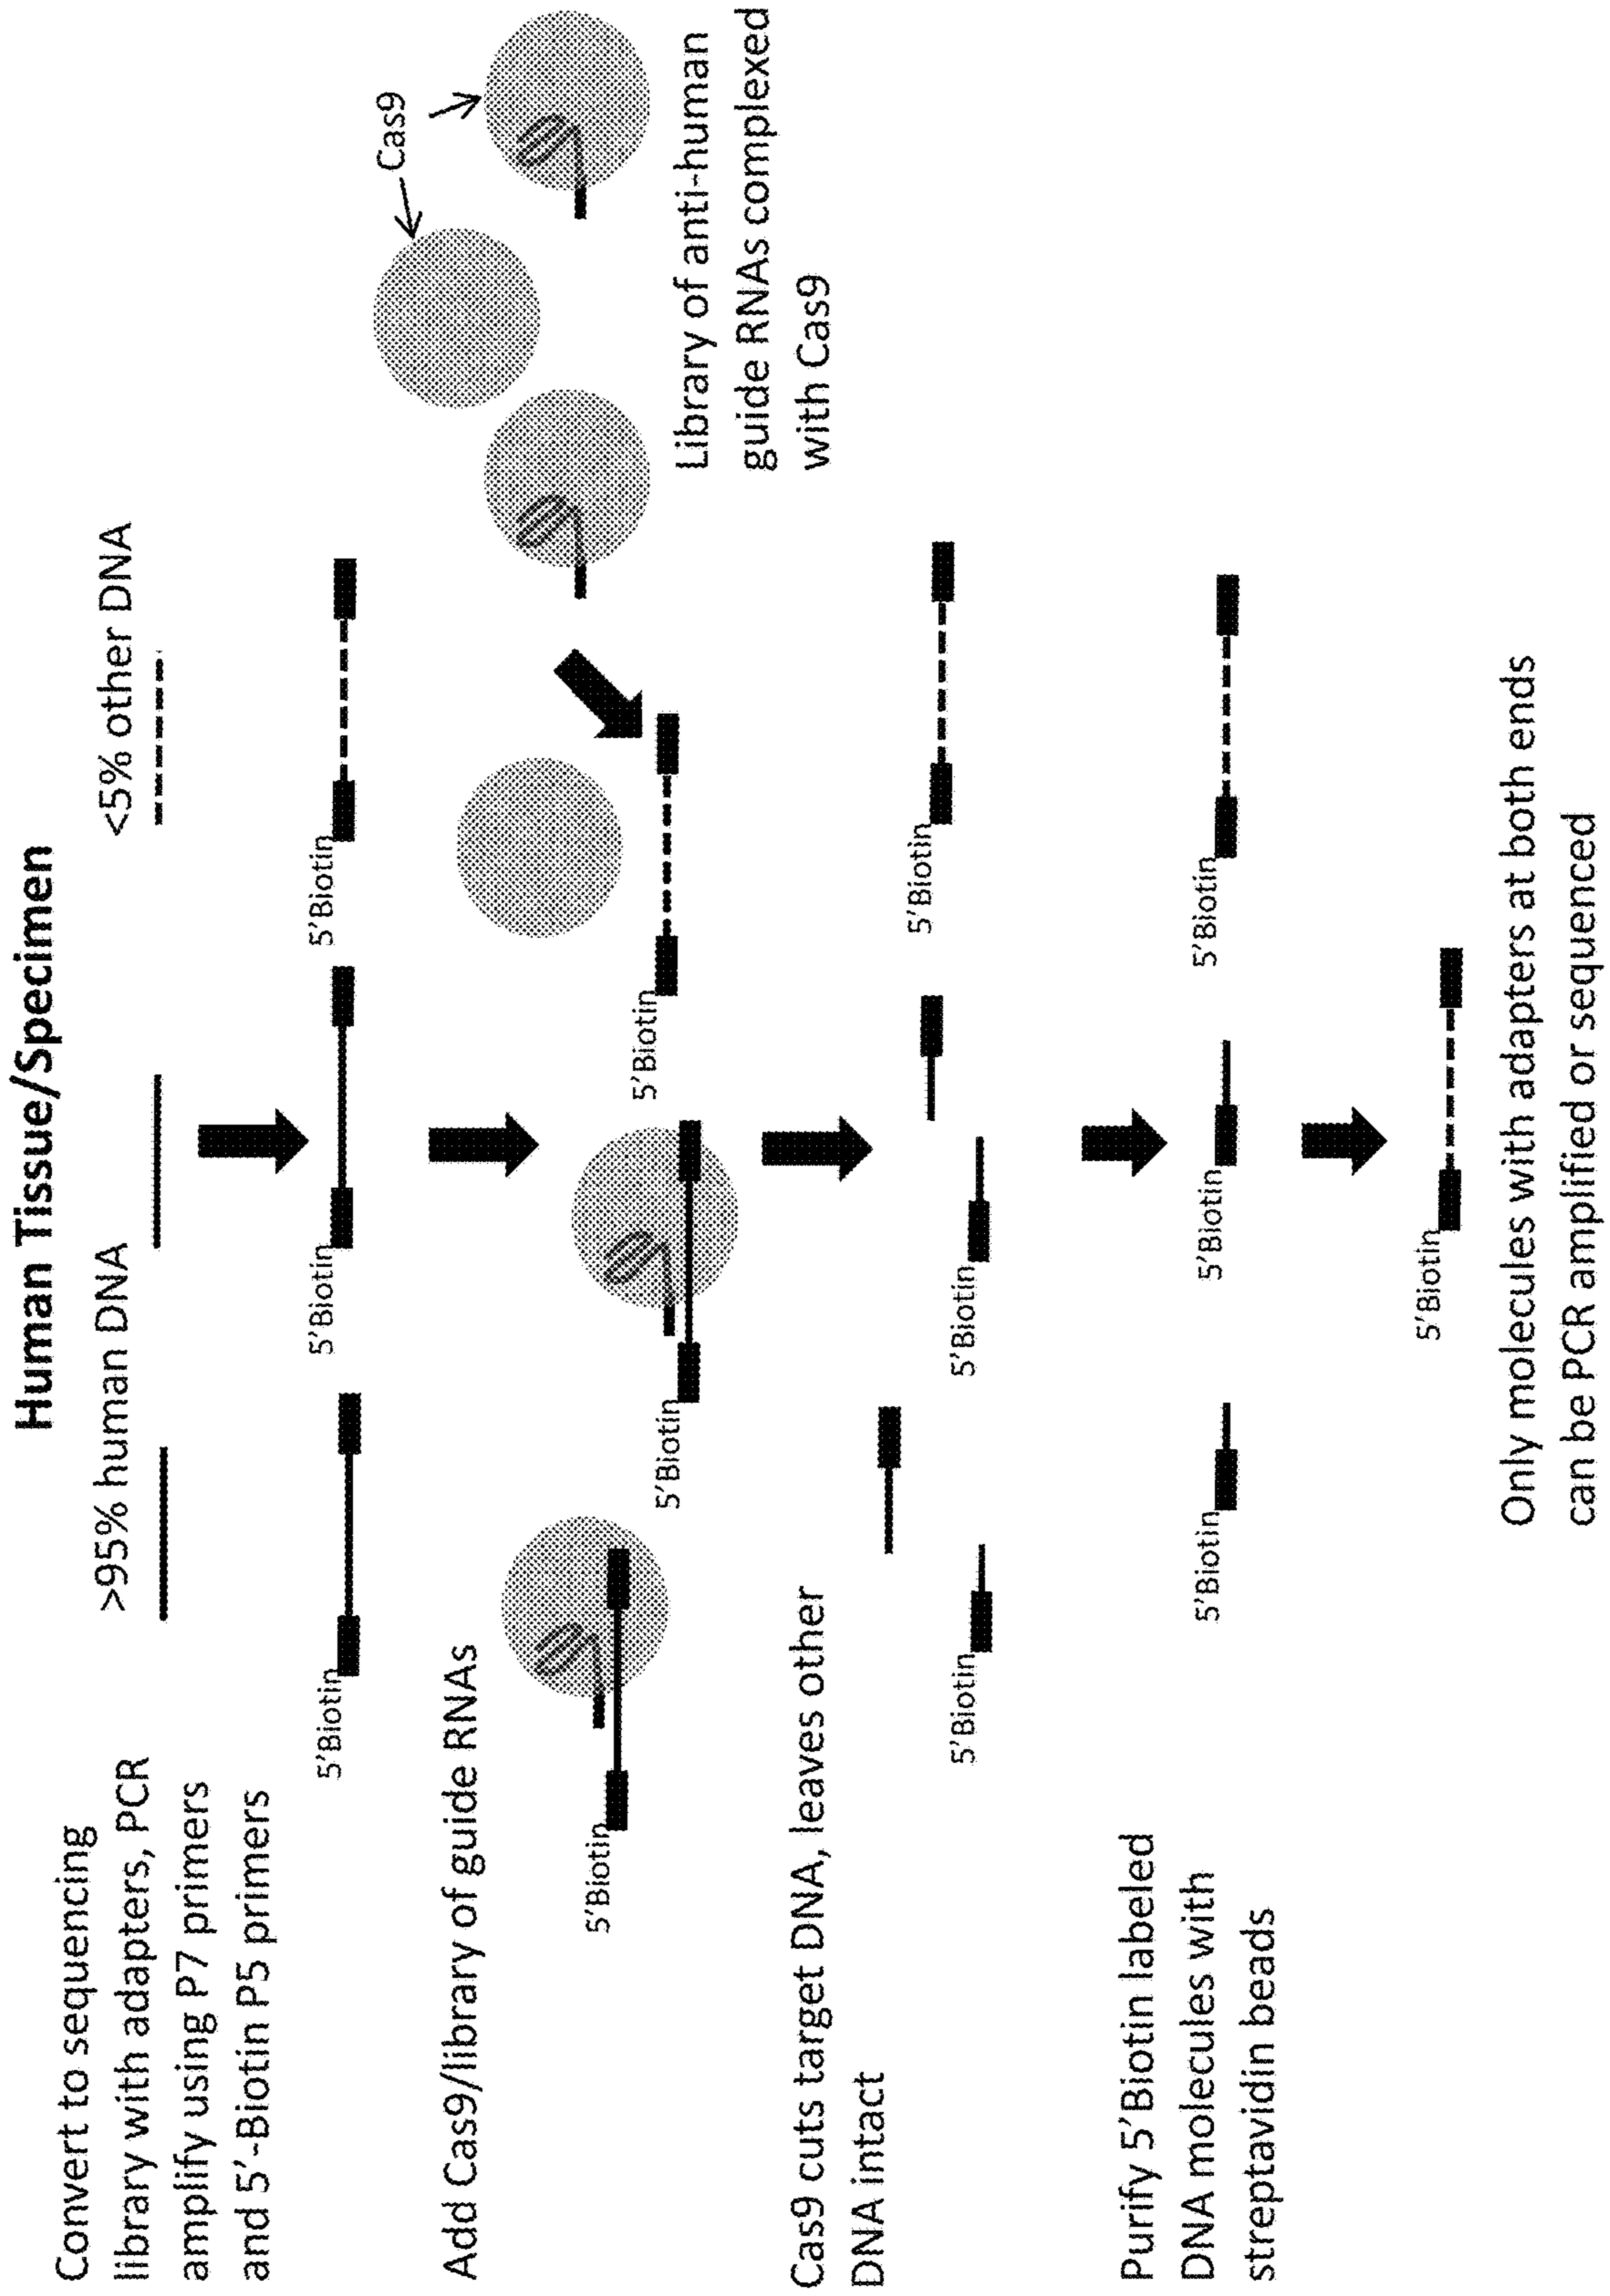 Human Tissue/Specimen
>95% human DNA
<5% other DNA
Convert to sequencing
library with adapters, PCR
amplify using P7 primers
and 5'-Biotin P5 primers
5'Biotin
5'Biotin
5'Biotin
Cas9
Add Cas9/library of guide RNAs
5'Biotin
5'Biotin
5'Biotin
Library of anti-human
guide RNAs complexed
with Cas9
Cas9 cuts target DNA, leaves other
DNA intact
5'Biotin
5'Biotin
5'Biotin
Purify 5'Biotin labeled
DNA molecules with
streptavidin beads
5'Biotin
5'Biotin
5'Biotin
5'Biotin
Only molecules with adapters at both ends
can be PCR amplified or sequenced